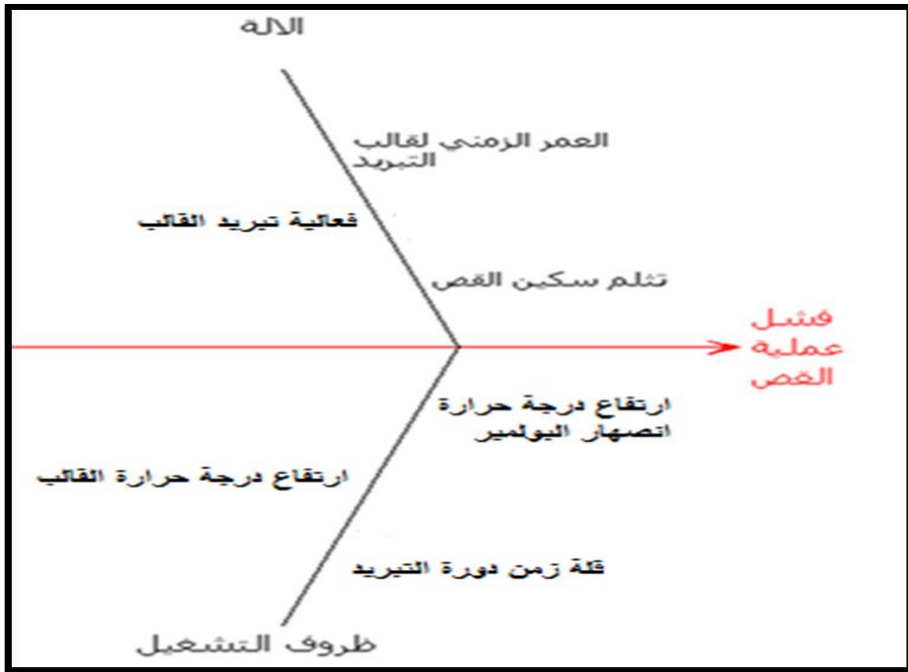 الالة
العمر الزمني لقالب
التبريد
فعالية تبريد القالب
تثلم سكين القص
فشل
عملية
القص
ارتفاع درجة حرارة
انصهار البولمير
ارتفاع درجة حرارة القالب
قلة زمن دورة التبريد
ظروف التشغيل